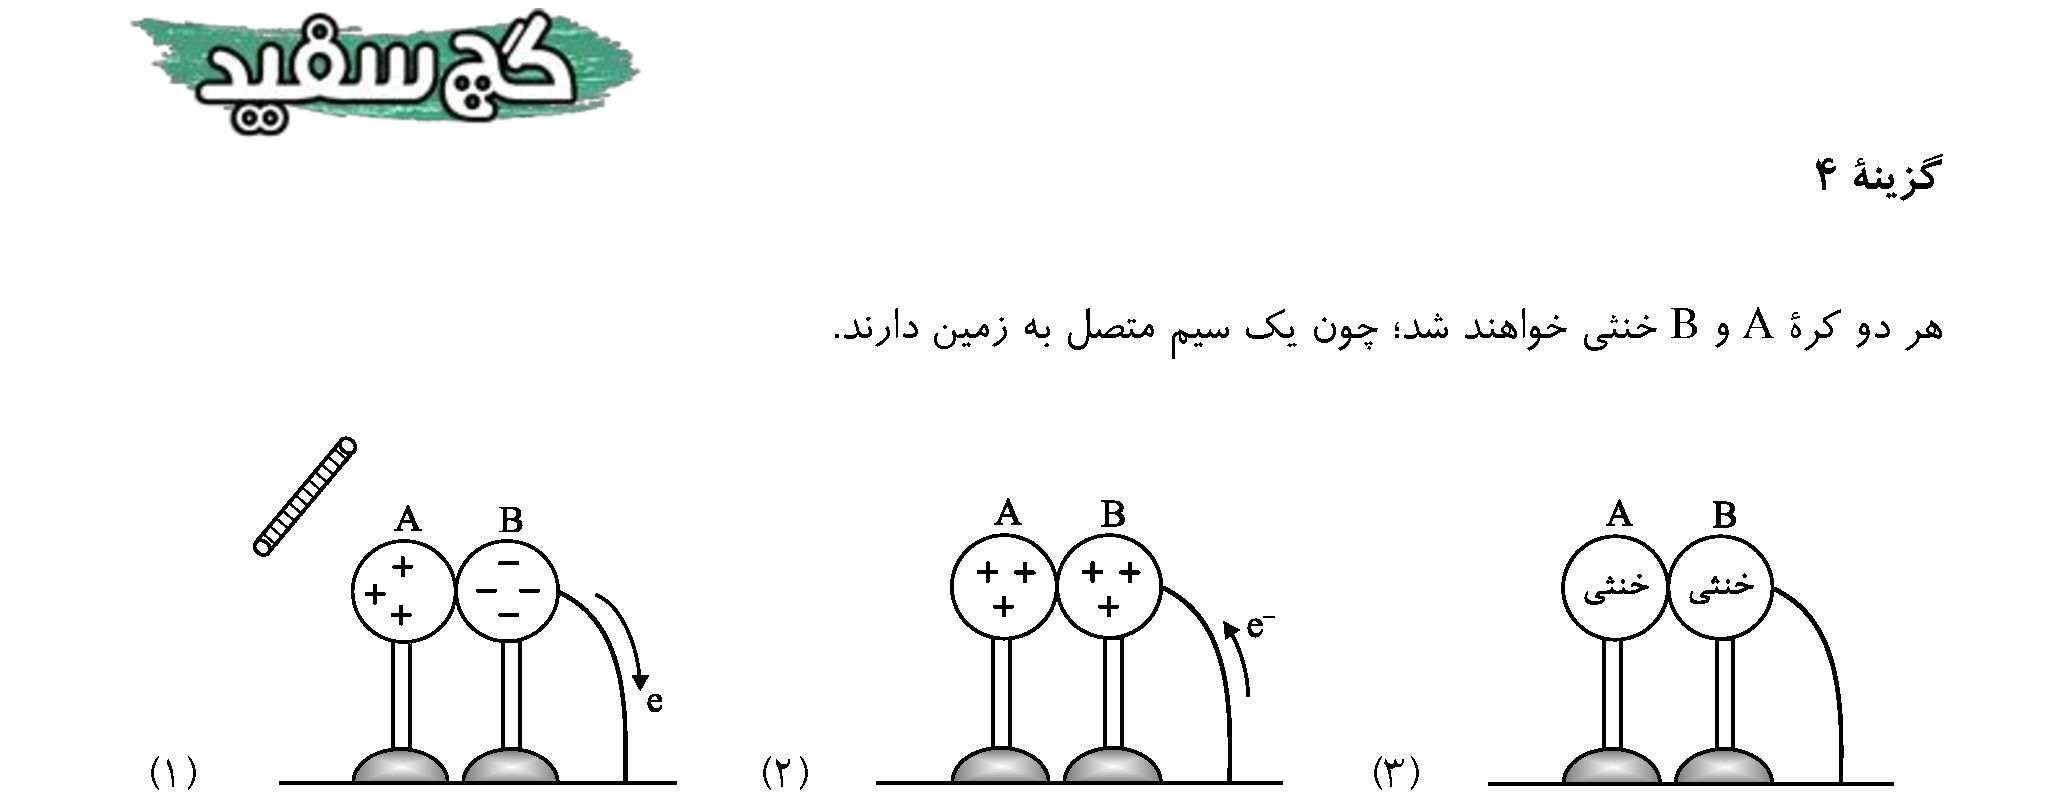 گچ سفید
گزینهٔ ۴
هر دو کرهٔ A و B خنثی خواهند شد؛ چون یک سیم متصل به زمین دارند.
A B
+ + + − − − −
e
(۱)
A B
+ + + + + +
e⁻
(۲)
A B
خنثی خنثی
(۳)